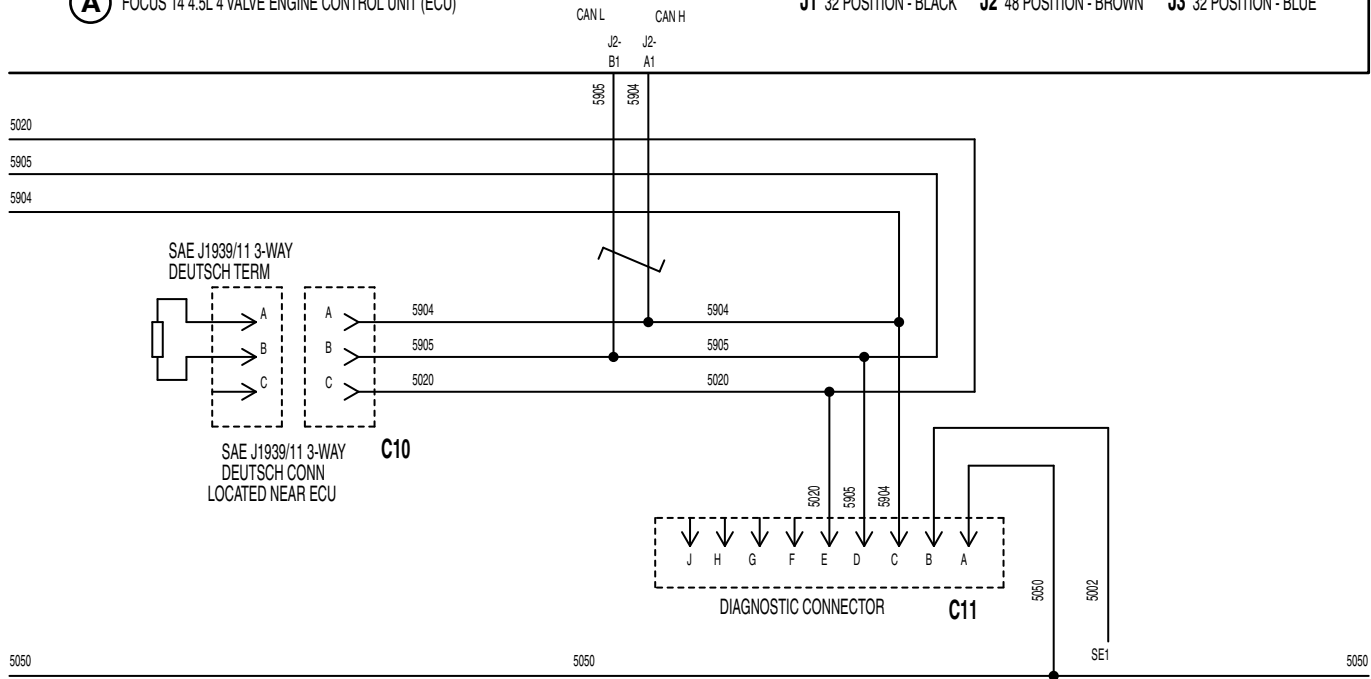 A FOCUS 14 4.5L 4 VALVE ENGINE CONTROL UNIT (ECU)
J1 32 POSITION - BLACK J2 48 POSITION - BROWN J3 32 POSITION - BLUE
CAN L CAN H
J2- J2-
B1 A1
5905 5904
5020
5905
5904
SAE J1939/11 3-WAY
DEUTSCH TERM
A A 5904 5904
B B 5905 5905
C C 5020 5020
SAE J1939/11 3-WAY
DEUTSCH CONN
LOCATED NEAR ECU
C10
5020 5905 5904
J H G F E D C B A
DIAGNOSTIC CONNECTOR C11
5050 5002
SE1
5050 5050 5050